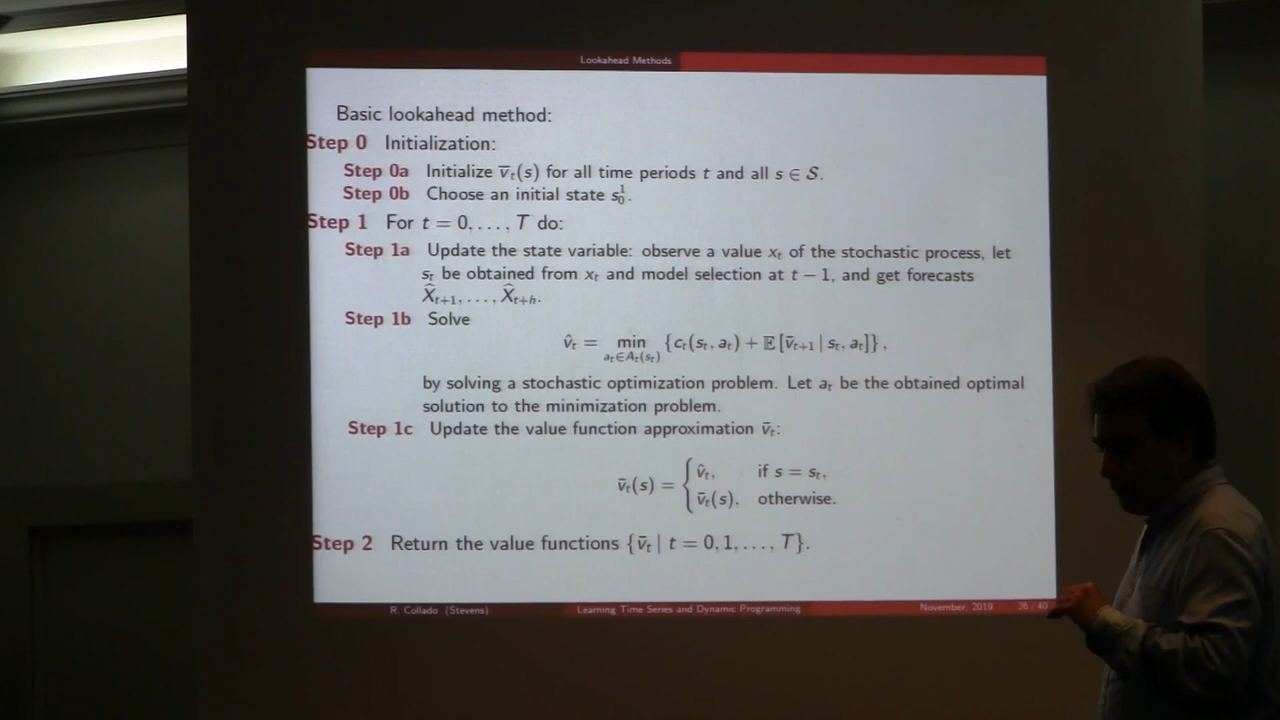 Lookahead Methods
Basic lookahead method:
Step 0 Initialization:
Step 0a Initialize v̅ₜ(s) for all time periods t and all s ∈ 𝒮.
Step 0b Choose an initial state s₀¹.
Step 1 For t = 0, . . . , T do:
Step 1a Update the state variable: observe a value xₜ of the stochastic process, let
sₜ be obtained from xₜ and model selection at t − 1, and get forecasts
X̂ₜ₊₁, . . . , X̂ₜ₊ₕ.
Step 1b Solve
v̂ₜ = min {cₜ(sₜ, aₜ) + 𝔼 [v̅ₜ₊₁ | sₜ, aₜ]} ,
aₜ∈Aₜ(sₜ)
by solving a stochastic optimization problem. Let aₜ be the obtained optimal
solution to the minimization problem.
Step 1c Update the value function approximation v̅ₜ:
v̅ₜ(s) = { v̂ₜ, if s = sₜ,
v̅ₜ(s), otherwise.
Step 2 Return the value functions {v̅ₜ | t = 0, 1, . . . , T}.
R. Collado (Stevens) Learning Time Series and Dynamic Programming November, 2019 26 / 40